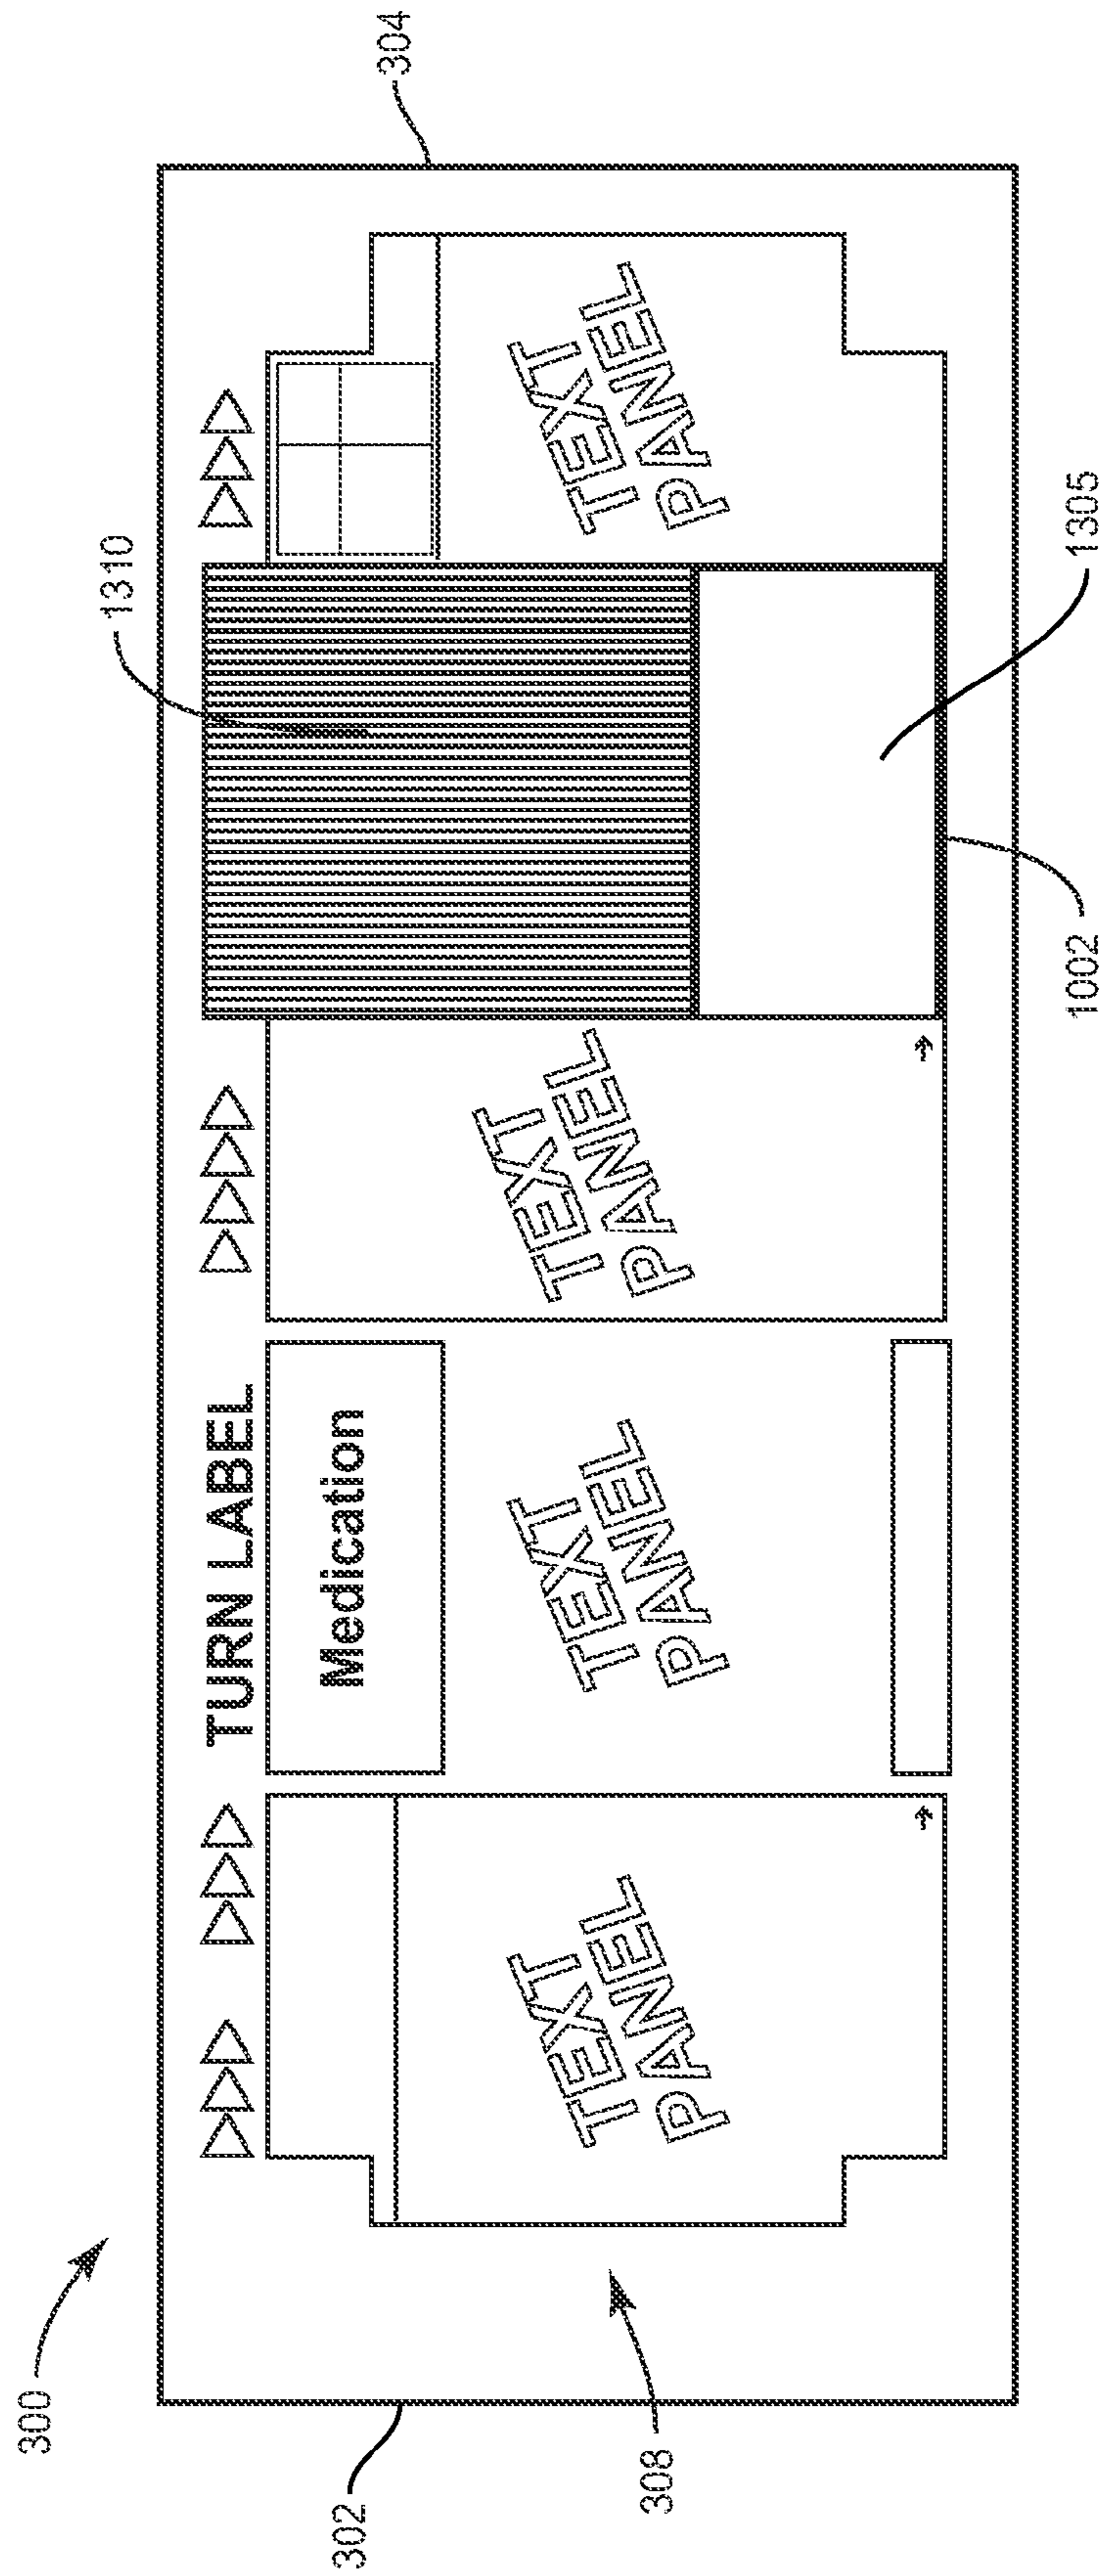 300
1310
TURN LABEL
302
Medication
304
TEXT
PANEL
TEXT
PANEL
TEXT
PANEL
TEXT
PANEL
308
1002
1305